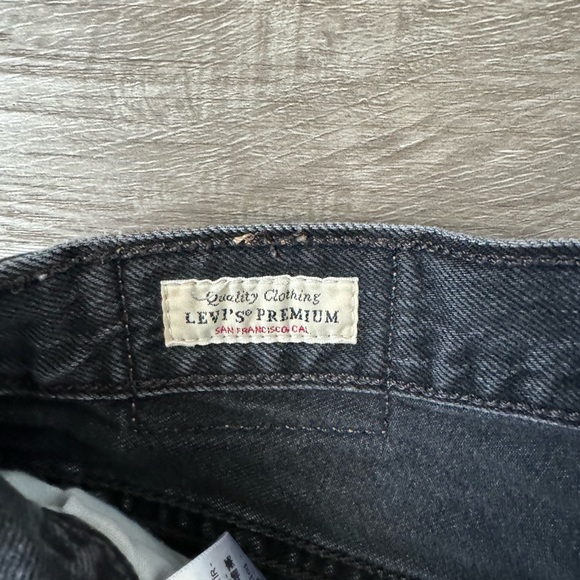 Quality Clothing
LEVI'S® PREMIUM
SAN FRANCISCO, CAL